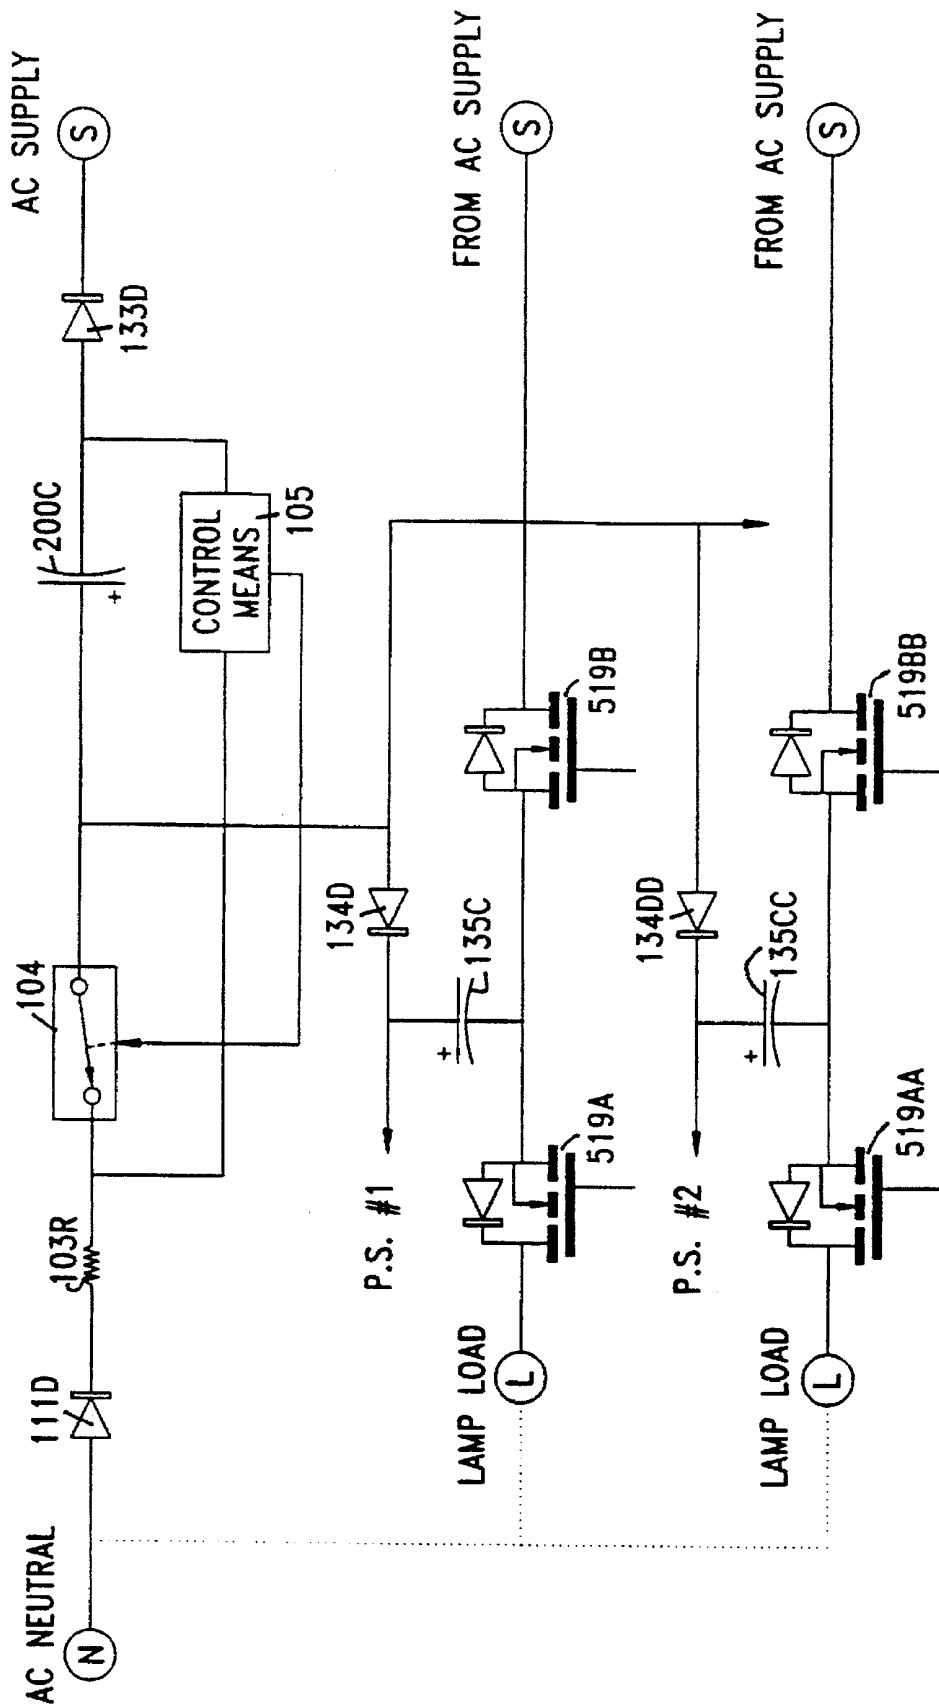 AC NEUTRAL
N
111D
103R
104
200C
+
CONTROL
MEANS
105
133D
AC SUPPLY
S
P.S. #1
134D
135C
+
LAMP LOAD
L
519A
519B
FROM AC SUPPLY
S
P.S. #2
134DD
135CC
+
LAMP LOAD
L
519AA
519BB
FROM AC SUPPLY
S